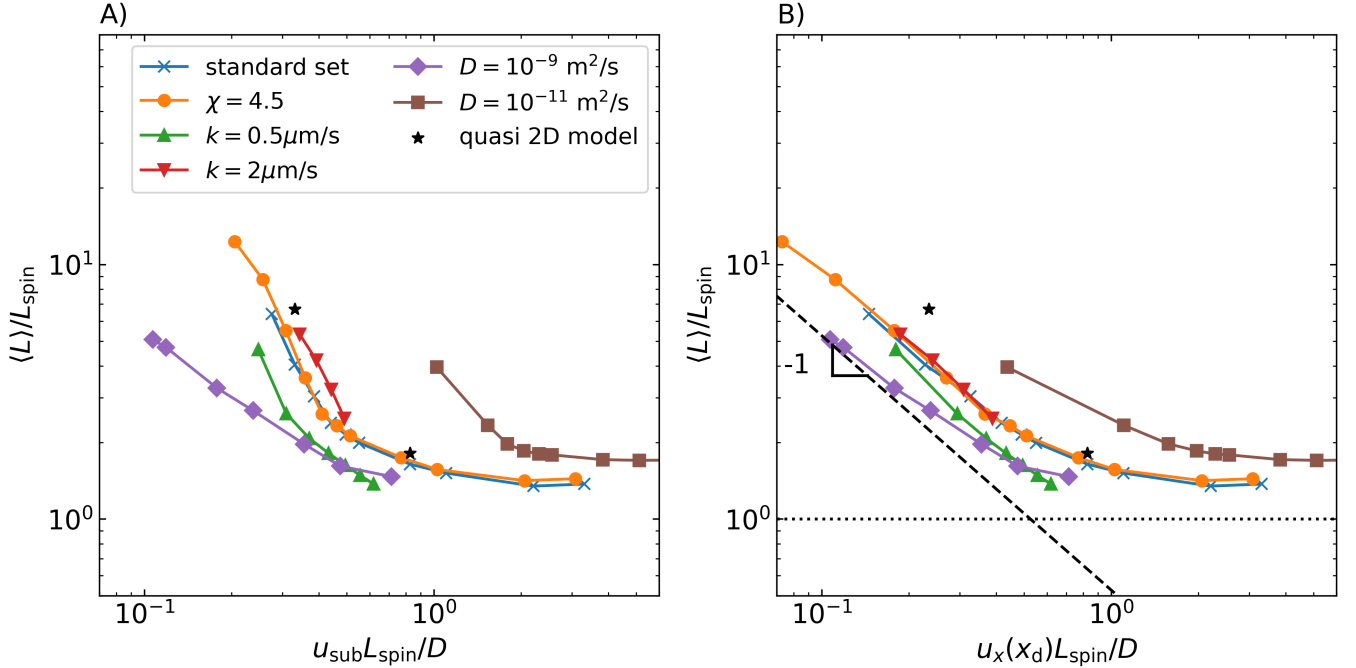 A)
standard set
χ = 4.5
k = 0.5μm/s
k = 2μm/s
D = 10⁻⁹ m²/s
D = 10⁻¹¹ m²/s
quasi 2D model
⟨L⟩/L_spin
10¹
10⁰
10⁻¹
10⁰
u_sub L_spin/D
B)
⟨L⟩/L_spin
10¹
-1
10⁰
10⁻¹
10⁰
u_x(x_d)L_spin/D